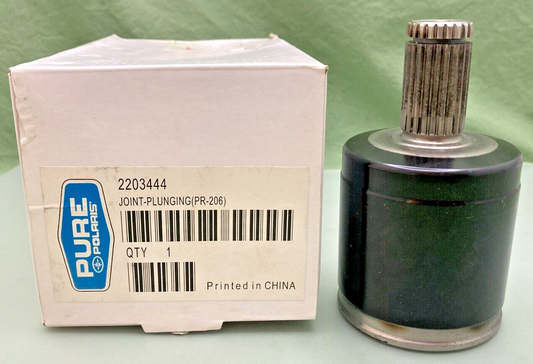 PURE
POLARIS
2203444
JOINT-PLUNGING(PR-206)
QTY 1
Printed in CHINA